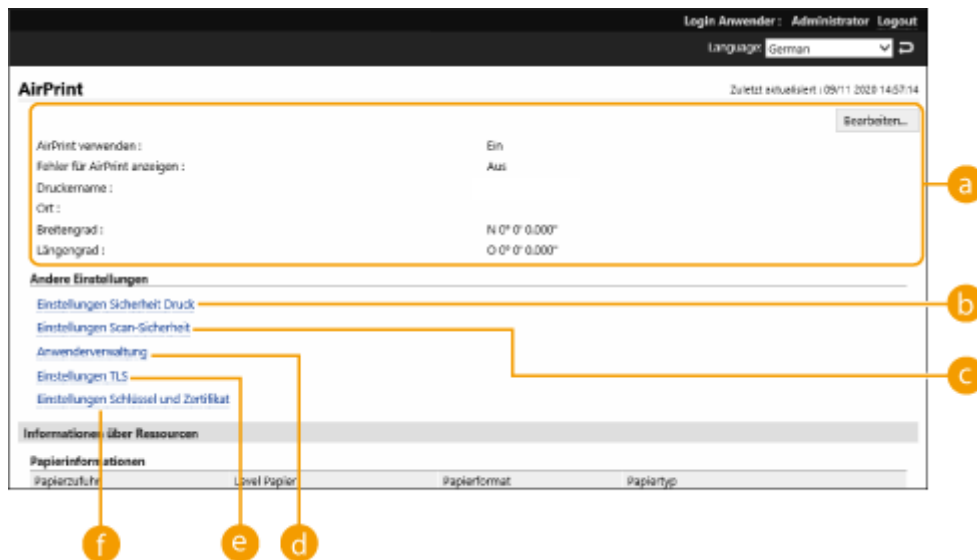 Login Anwender : Administrator Logout
Language: German
AirPrint
Zuletzt aktualisiert : 09/11 2020 14:57:14
Bearbeiten...
AirPrint verwenden : Ein
Fehler für AirPrint anzeigen : Aus
Druckername :
Ort :
Breitengrad : N 0° 0' 0.000"
Längengrad : O 0° 0' 0.000"
a
Andere Einstellungen
Einstellungen Sicherheit Druck
b
Einstellungen Scan-Sicherheit
Anwenderverwaltung
c
Einstellungen TLS
Einstellungen Schlüssel und Zertifikat
Informationen über Ressourcen
Papierinformationen
Papierzufuhr Level Papier Papierformat Papiertyp
f e d